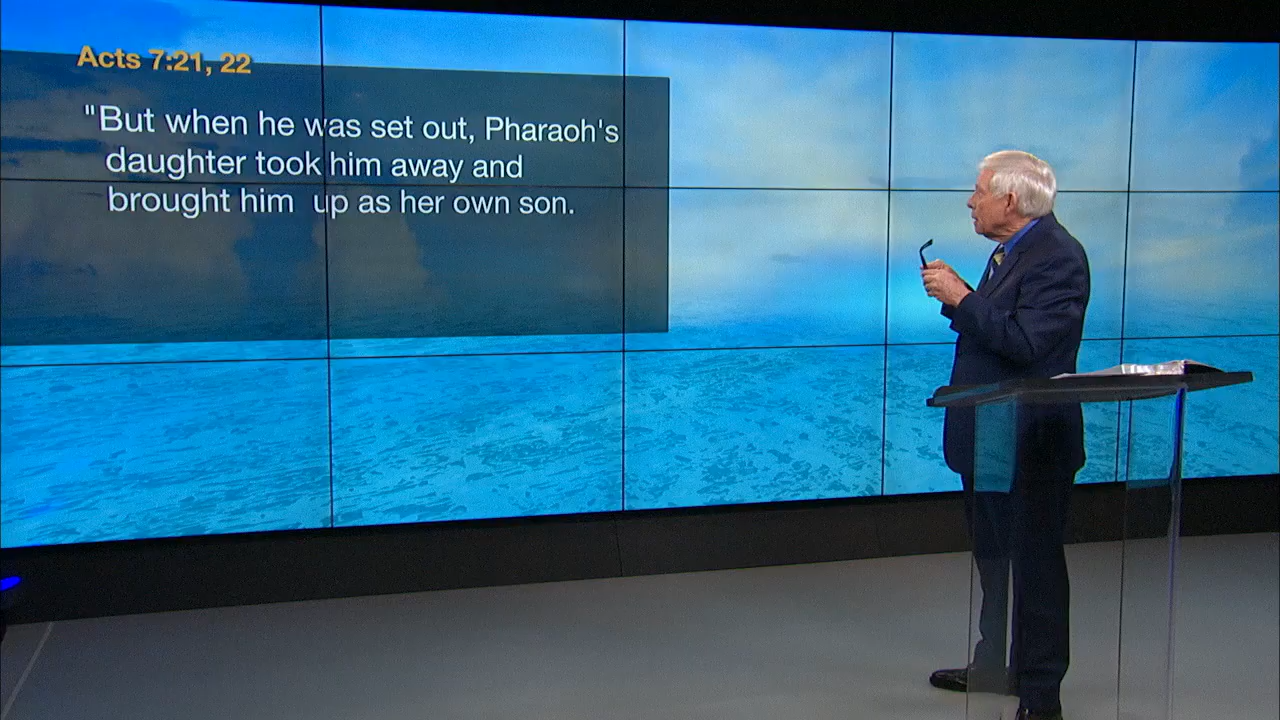 Acts 7:21, 22
"But when he was set out, Pharaoh's
daughter took him away and
brought him  up as her own son.